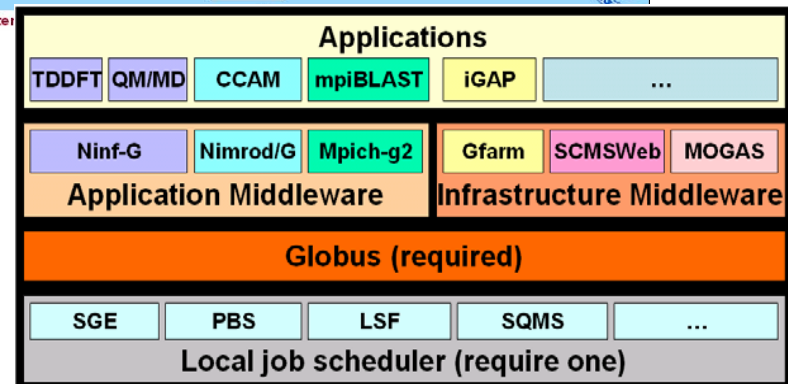 ter
Applications
TDDFT QM/MD CCAM mpiBLAST iGAP ...
Ninf-G Nimrod/G Mpich-g2 Gfarm SCMSWeb MOGAS
Application Middleware Infrastructure Middleware
Globus (required)
SGE PBS LSF SQMS ...
Local job scheduler (require one)